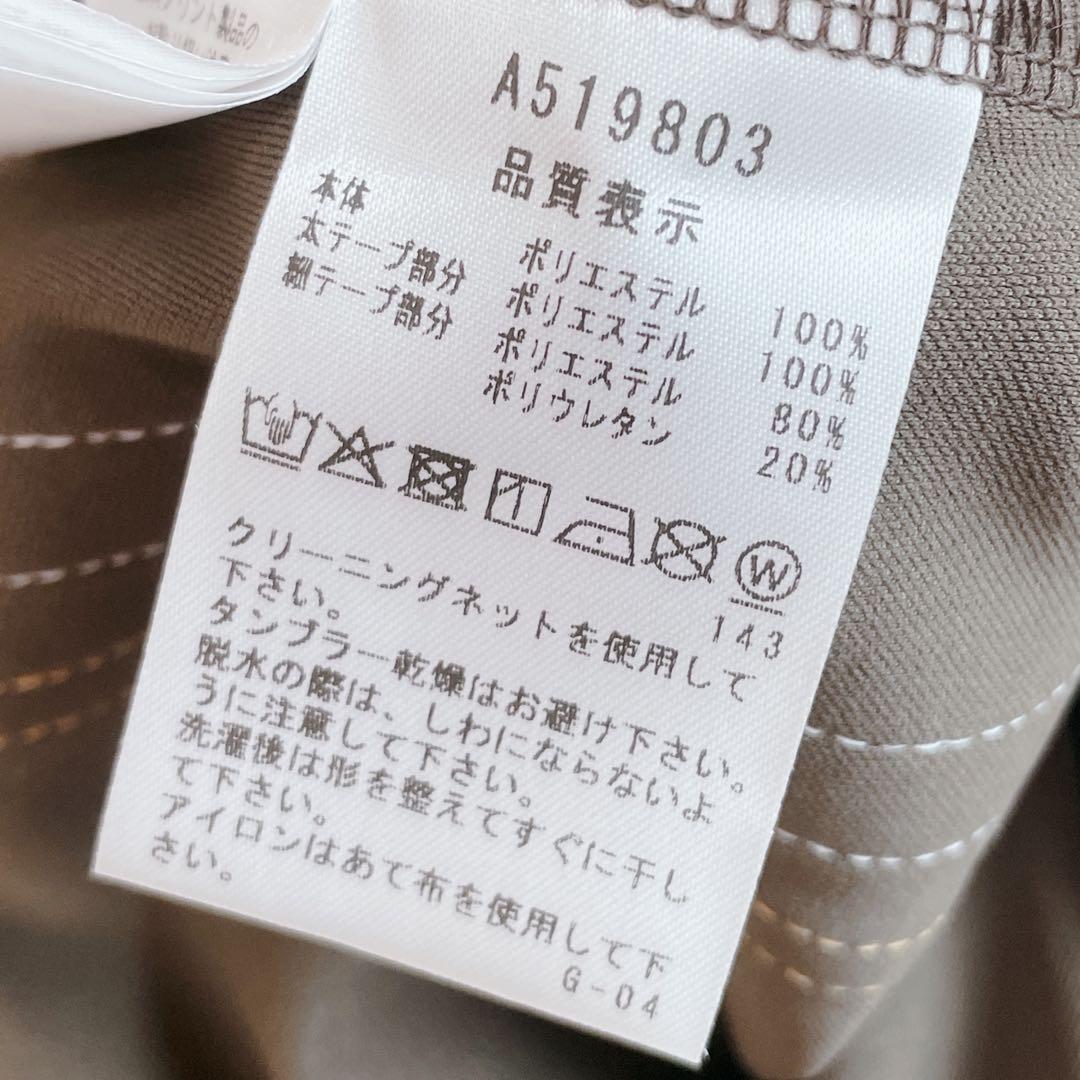 プリント製品の
A519803
品質表示
本体 ポリエステル 100%
太テープ部分 ポリエステル 100%
細テープ部分 ポリエステル 80%
ポリウレタン 20%
W
143
クリーニングネットを使用して
下さい。
タンブラー乾燥はお避け下さい。
脱水の際は、しわにならないよ
うに注意して下さい。
洗濯後は形を整えてすぐに干し
て下さい。
アイロンはあて布を使用して下
さい。
G-04